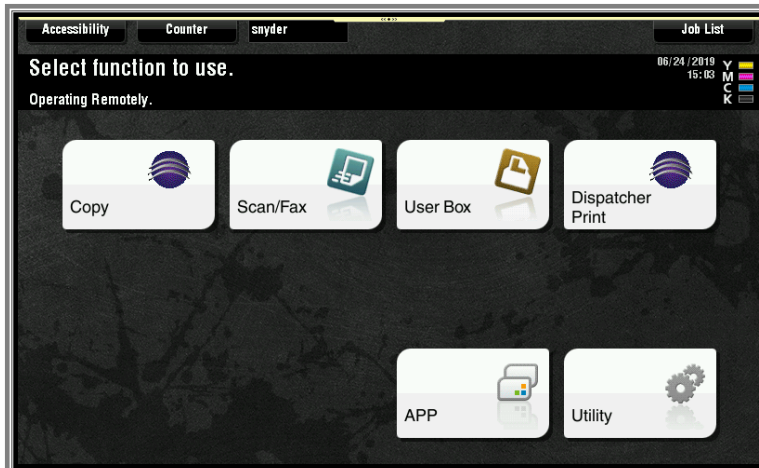 Accessibility Counter snyder Job List
Select function to use.
06/24/2019
15:03
Operating Remotely.
Y
M
C
K
Copy
Scan/Fax
User Box
Dispatcher
Print
APP
Utility